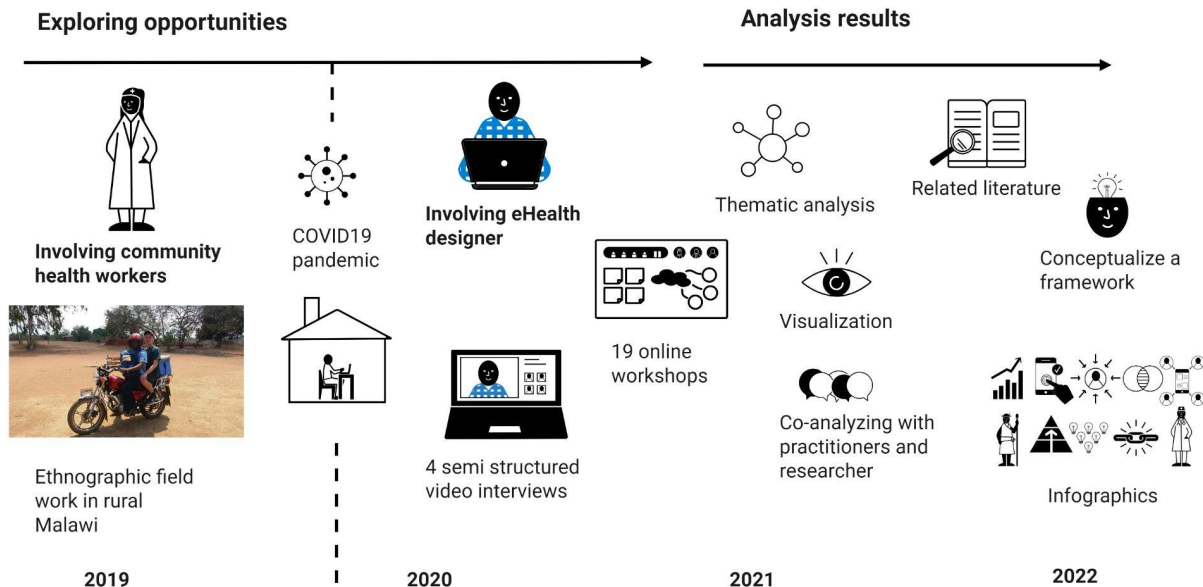 Exploring opportunities
Analysis results
Involving community
health workers
COVID19
pandemic
Involving eHealth
designer
Thematic analysis
Related literature
Conceptualize a
framework
Visualization
19 online
workshops
Co-analyzing with
practitioners and
researcher
4 semi structured
video interviews
Ethnographic field
work in rural
Malawi
Infographics
2019
2020
2021
2022